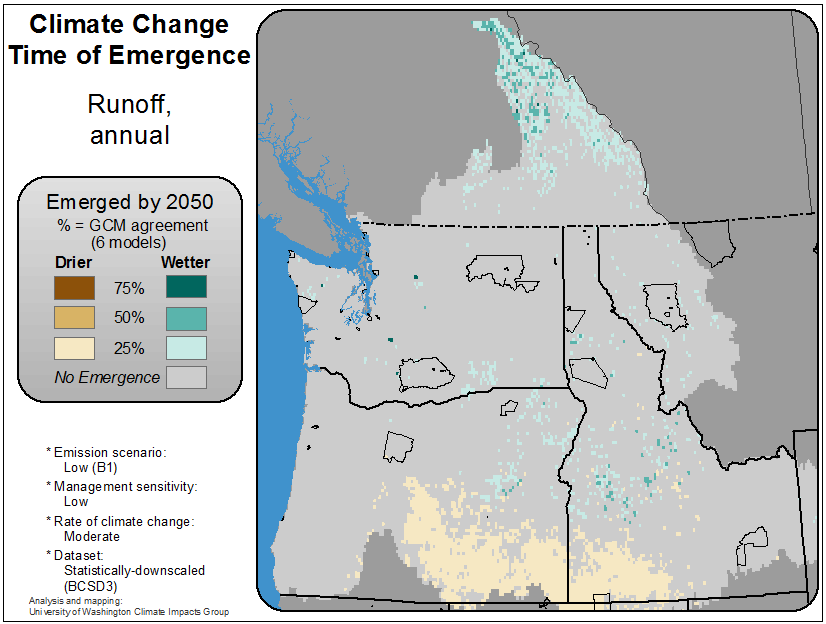 Climate Change
Time of Emergence
Runoff,
annual
Emerged by 2050
% = GCM agreement
(6 models)
Drier Wetter
75%
50%
25%
No Emergence
* Emission scenario:
Low (B1)
* Management sensitivity:
Low
* Rate of climate change:
Moderate
* Dataset:
Statistically-downscaled
(BCSD3)
Analysis and mapping:
University of Washington Climate Impacts Group